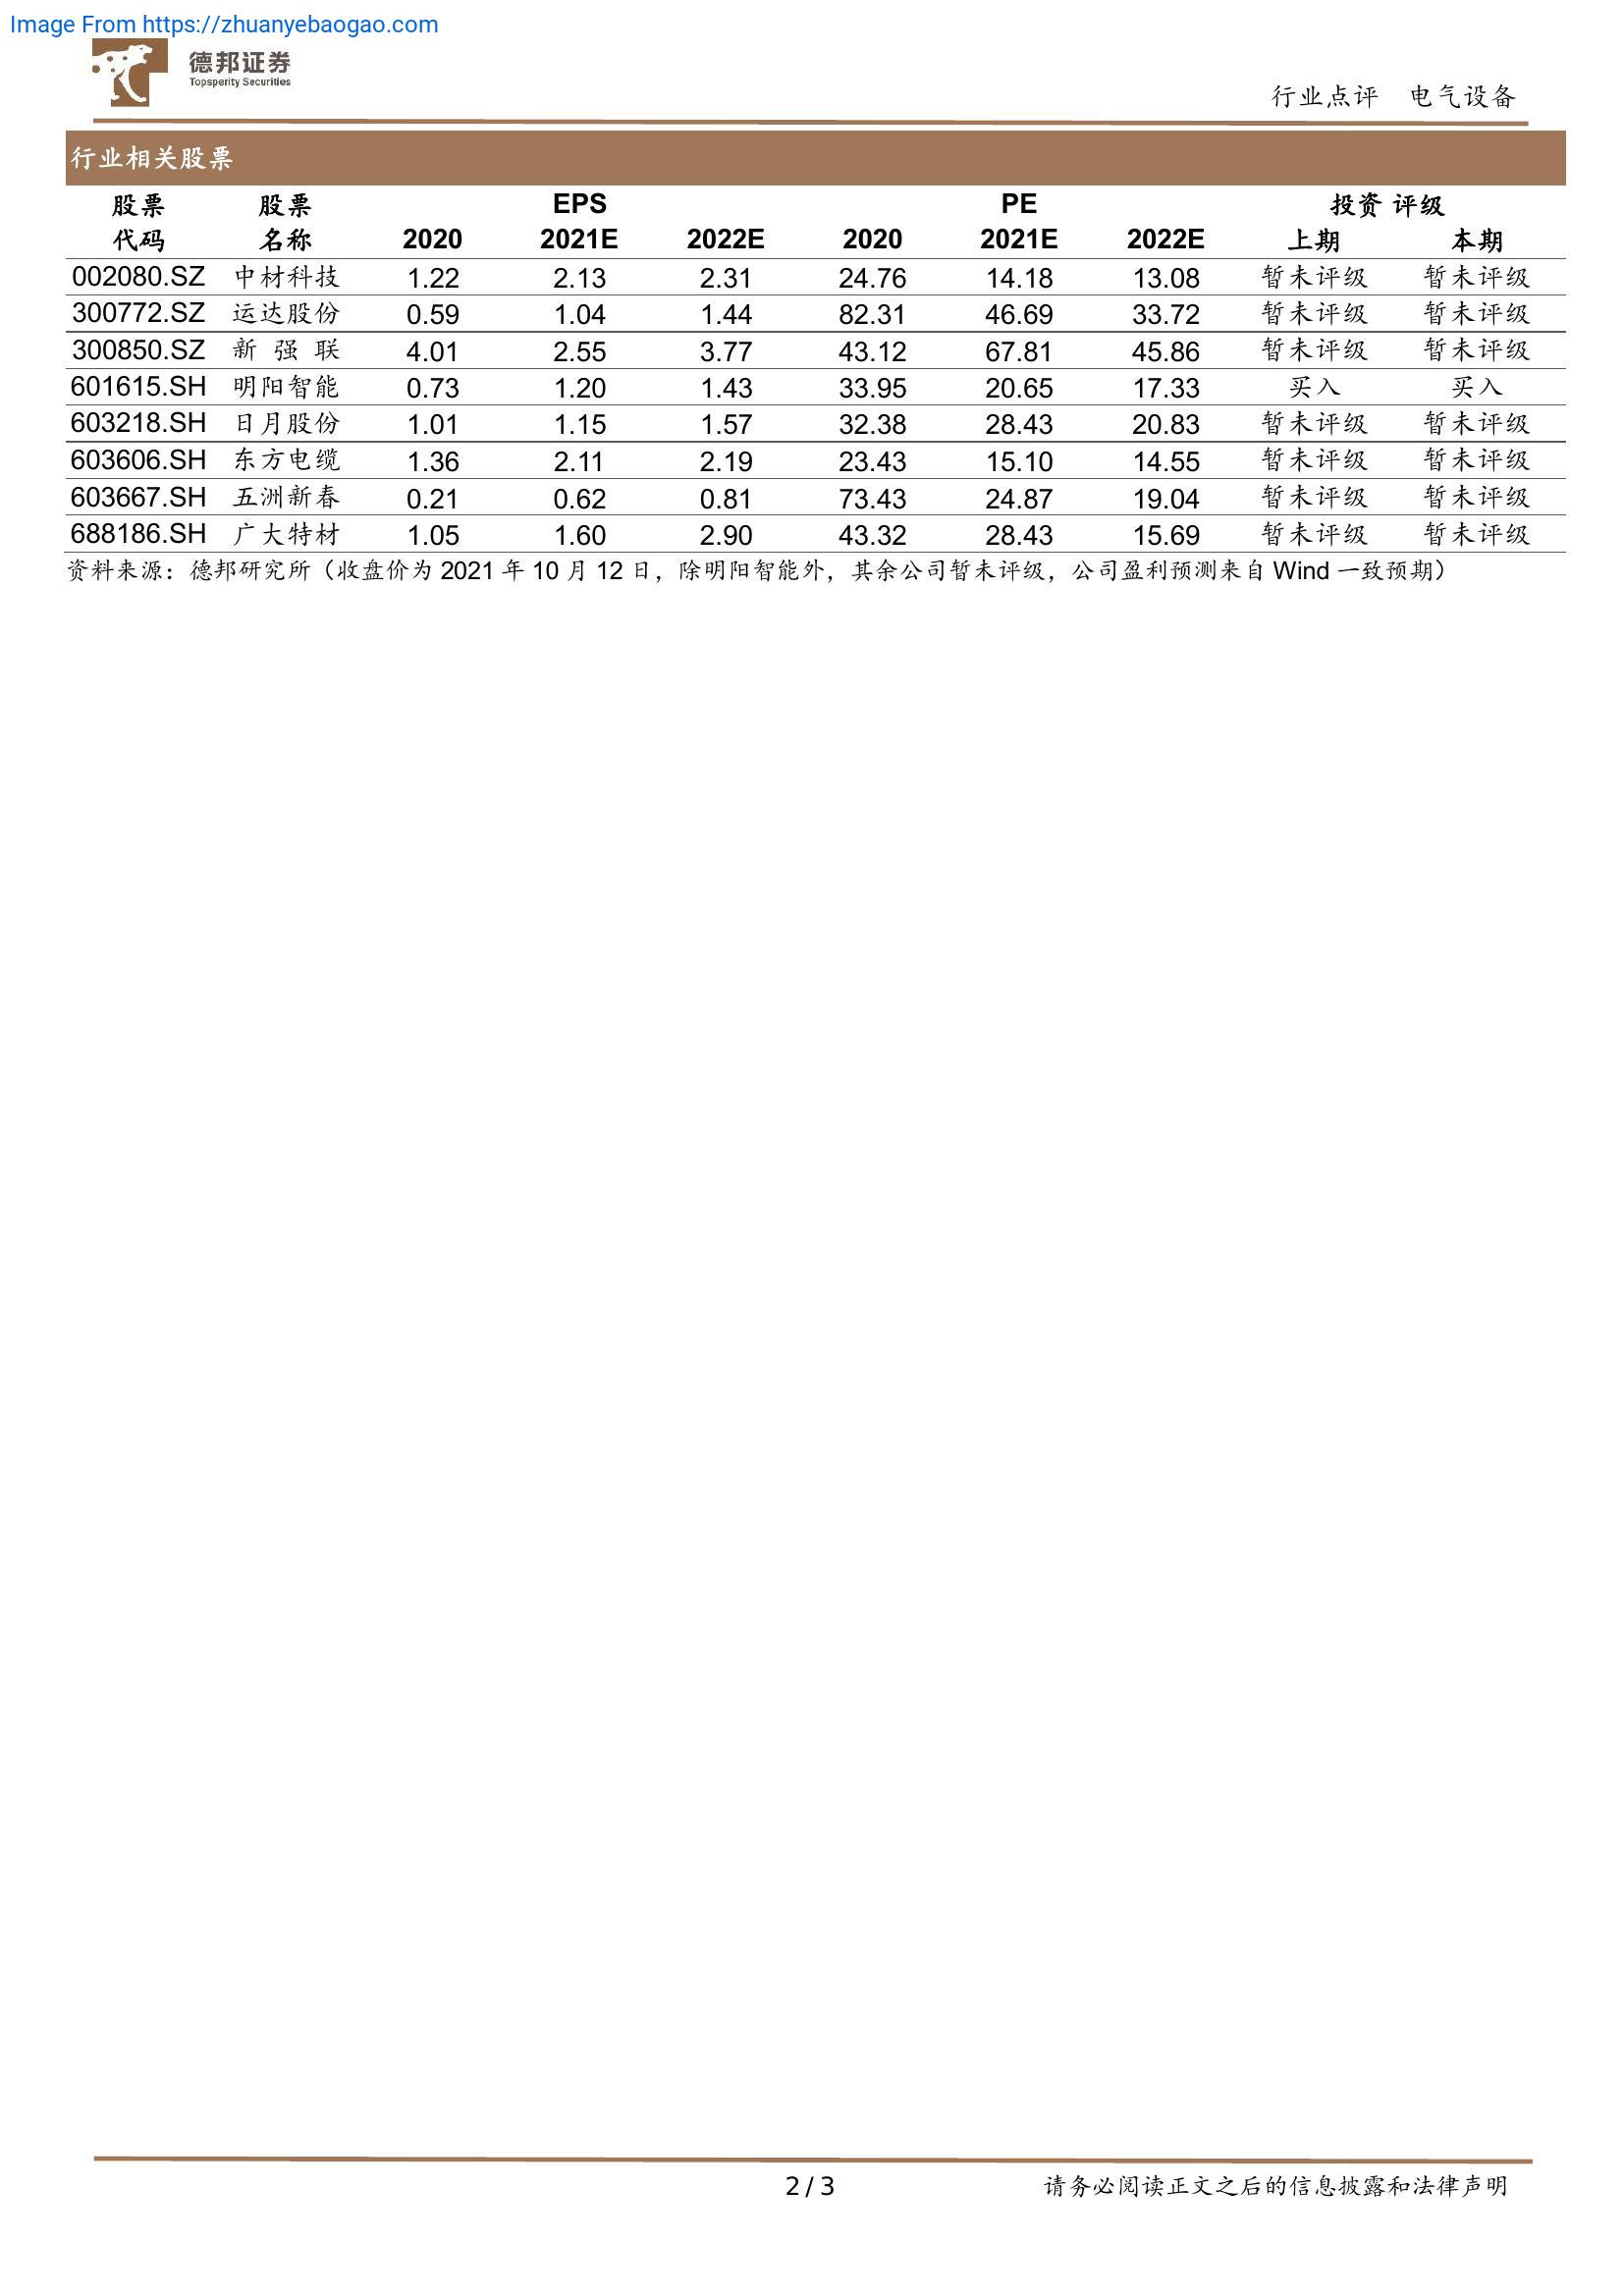 Image From https://zhuanyebaogao.com
德邦证券
Topsperity Securities
行业点评 电气设备
行业相关股票
股票 股票 EPS PE 投资 评级
代码 名称 2020 2021E 2022E 2020 2021E 2022E 上期 本期
002080.SZ 中材科技 1.22 2.13 2.31 24.76 14.18 13.08 暂未评级 暂未评级
300772.SZ 运达股份 0.59 1.04 1.44 82.31 46.69 33.72 暂未评级 暂未评级
300850.SZ 新 强 联 4.01 2.55 3.77 43.12 67.81 45.86 暂未评级 暂未评级
601615.SH 明阳智能 0.73 1.20 1.43 33.95 20.65 17.33 买入 买入
603218.SH 日月股份 1.01 1.15 1.57 32.38 28.43 20.83 暂未评级 暂未评级
603606.SH 东方电缆 1.36 2.11 2.19 23.43 15.10 14.55 暂未评级 暂未评级
603667.SH 五洲新春 0.21 0.62 0.81 73.43 24.87 19.04 暂未评级 暂未评级
688186.SH 广大特材 1.05 1.60 2.90 43.32 28.43 15.69 暂未评级 暂未评级
资料来源：德邦研究所（收盘价为 2021 年 10 月 12 日，除明阳智能外，其余公司暂未评级，公司盈利预测来自 Wind 一致预期）
2 / 3 请务必阅读正文之后的信息披露和法律声明